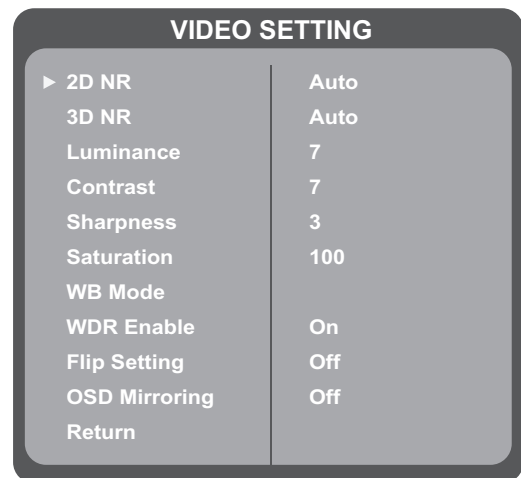 VIDEO SETTING
► 2D NR Auto
3D NR Auto
Luminance 7
Contrast 7
Sharpness 3
Saturation 100
WB Mode
WDR Enable On
Flip Setting Off
OSD Mirroring Off
Return